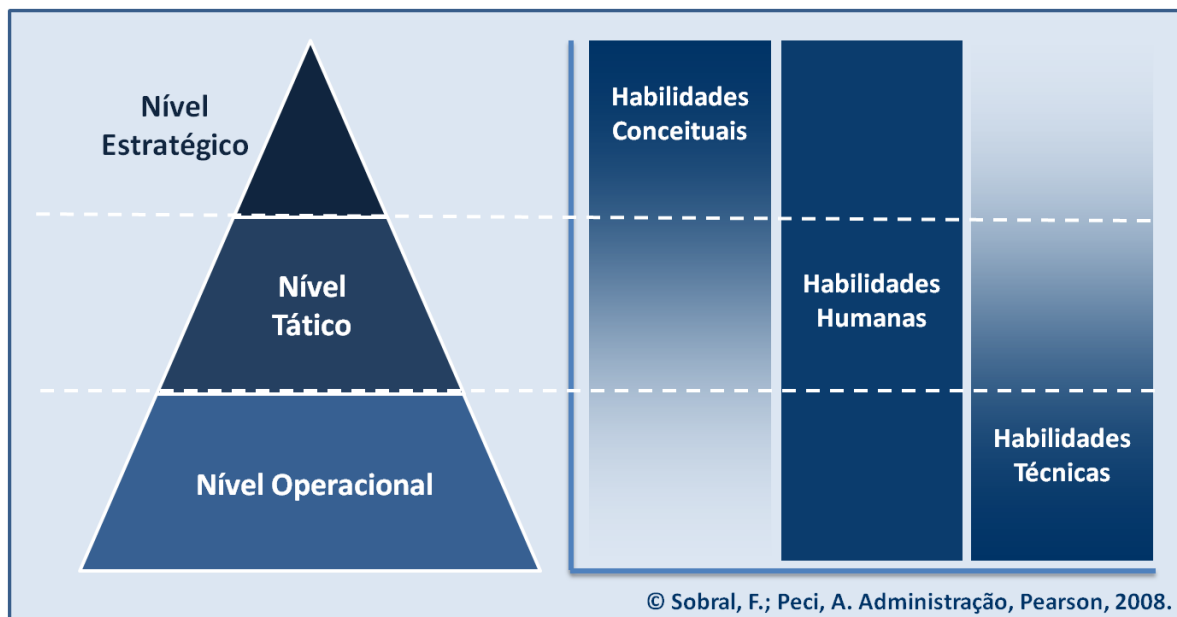 Nível
Estratégico
Nível
Tático
Nível Operacional
Habilidades
Conceituais
Habilidades
Humanas
Habilidades
Técnicas
© Sobral, F.; Peci, A. Administração, Pearson, 2008.